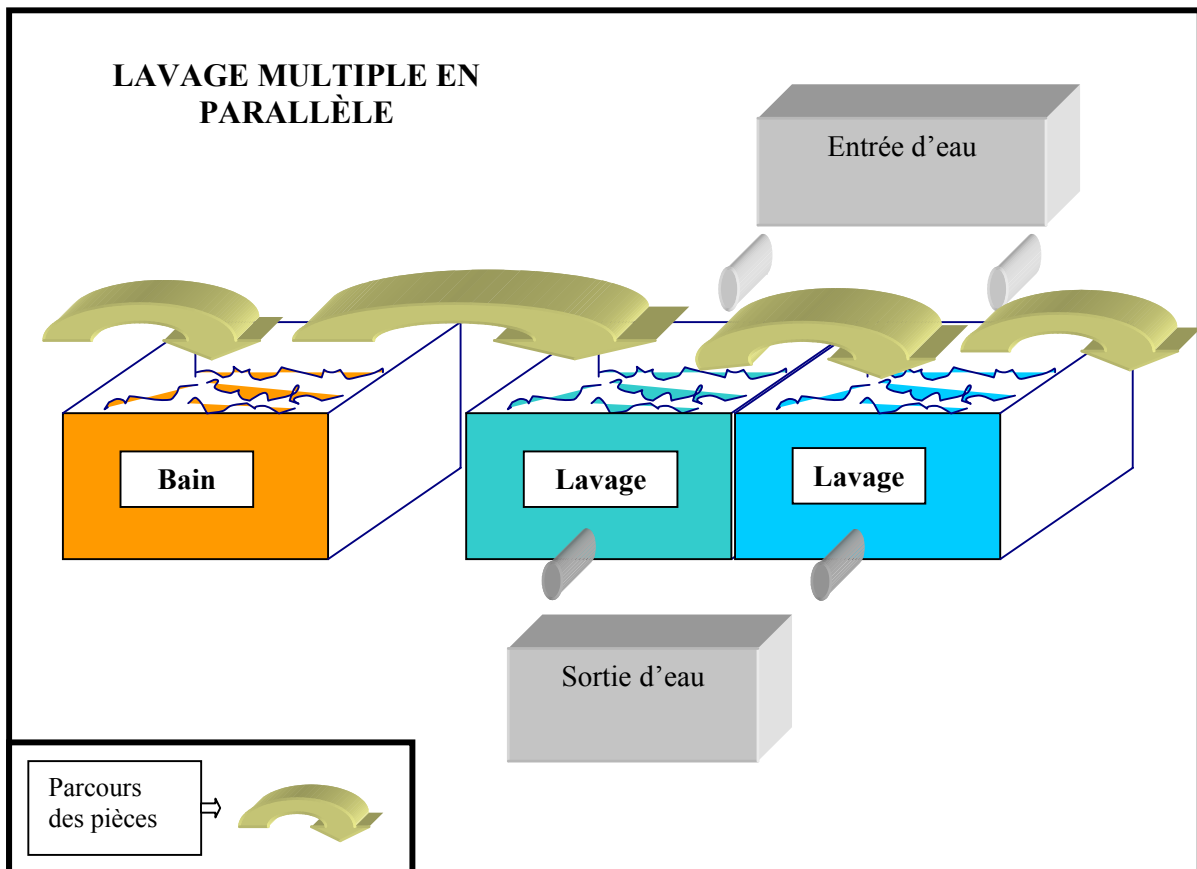 LAVAGE MULTIPLE EN
PARALLÈLE
Entrée d’eau
Bain
Lavage
Lavage
Sortie d’eau
Parcours
des pièces